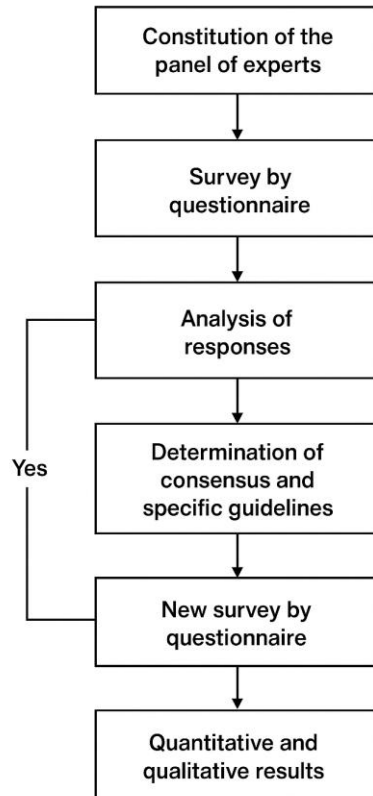 Constitution of the
panel of experts
Survey by
questionnaire
Analysis of
responses
Yes
Determination of
consensus and
specific guidelines
New survey by
questionnaire
Quantitative and
qualitative results